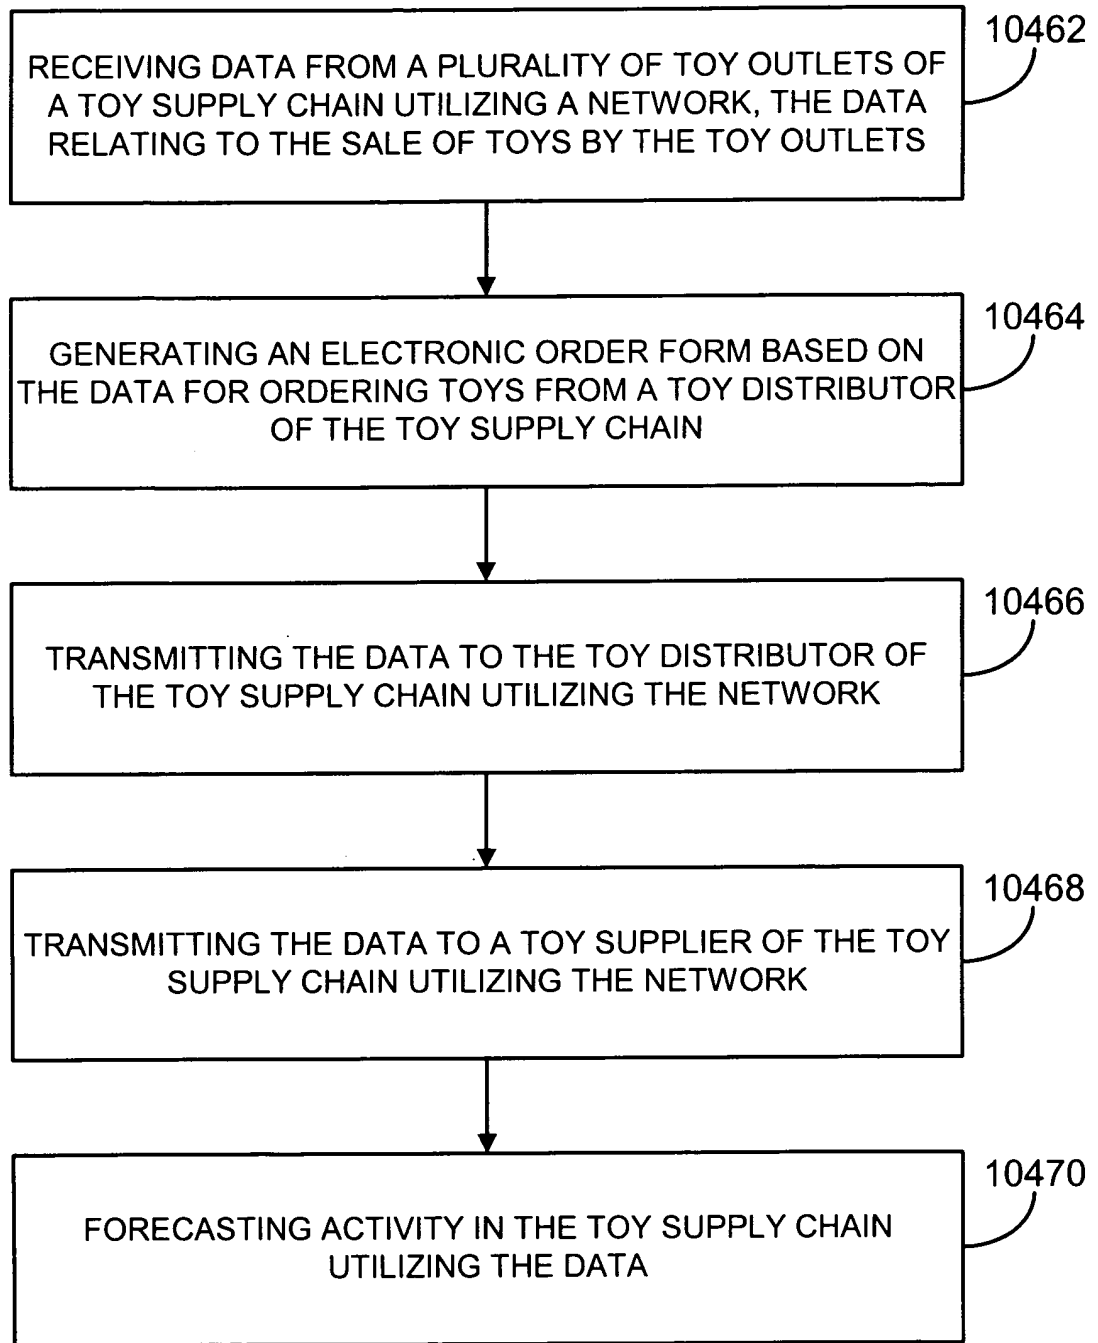 10462
RECEIVING DATA FROM A PLURALITY OF TOY OUTLETS OF
A TOY SUPPLY CHAIN UTILIZING A NETWORK, THE DATA
RELATING TO THE SALE OF TOYS BY THE TOY OUTLETS
10464
GENERATING AN ELECTRONIC ORDER FORM BASED ON
THE DATA FOR ORDERING TOYS FROM A TOY DISTRIBUTOR
OF THE TOY SUPPLY CHAIN
10466
TRANSMITTING THE DATA TO THE TOY DISTRIBUTOR OF
THE TOY SUPPLY CHAIN UTILIZING THE NETWORK
10468
TRANSMITTING THE DATA TO A TOY SUPPLIER OF THE TOY
SUPPLY CHAIN UTILIZING THE NETWORK
10470
FORECASTING ACTIVITY IN THE TOY SUPPLY CHAIN
UTILIZING THE DATA